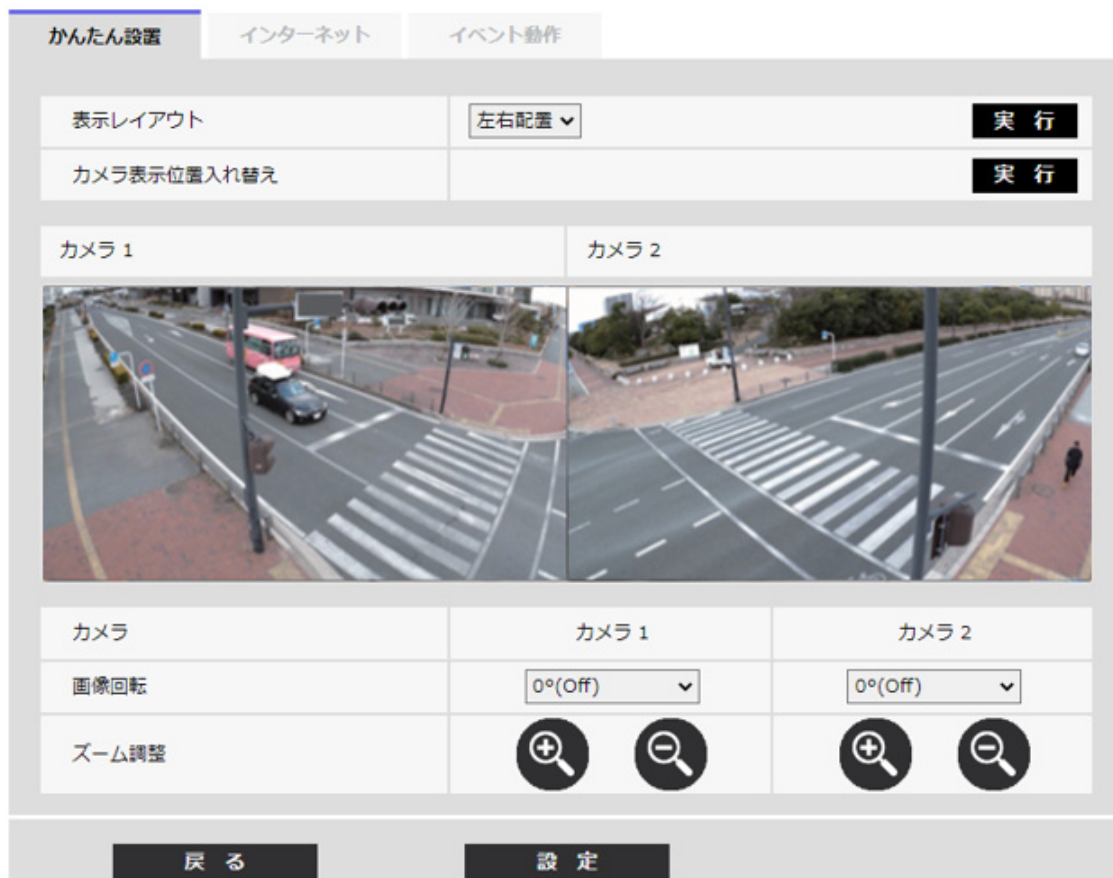 かんたん設置 インターネット イベント動作
表示レイアウト 左右配置 実 行
カメラ表示位置入れ替え 実 行
カメラ 1 カメラ 2
カメラ カメラ 1 カメラ 2
画像回転 0°(Off) 0°(Off)
ズーム調整
戻 る 設 定